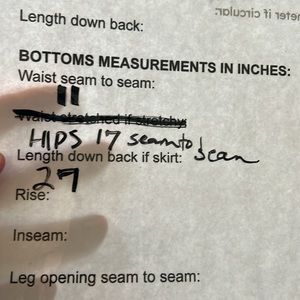 Length down back:
BOTTOMS MEASUREMENTS IN INCHES:
Waist seam to seam:
11
Waist stretched if stretchy:
HIPS 17 seam to seam
Length down back if skirt:
27
Rise:
Inseam:
Leg opening seam to seam: